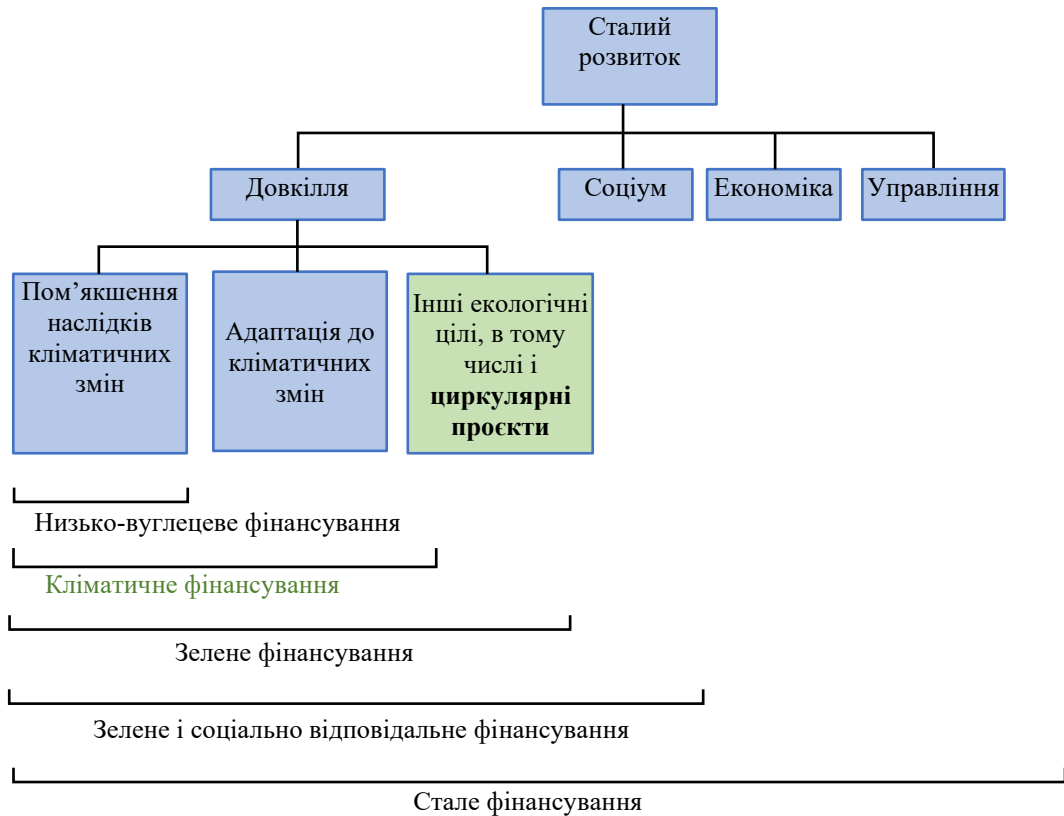 Сталий
розвиток
Довкілля
Соціум
Економіка
Управління
Пом’якшення
наслідків
кліматичних
змін
Адаптація до
кліматичних
змін
Інші екологічні
цілі, в тому
числі і
циркулярні
проєкти
Низько-вуглецеве фінансування
Кліматичне фінансування
Зелене фінансування
Зелене і соціально відповідальне фінансування
Стале фінансування